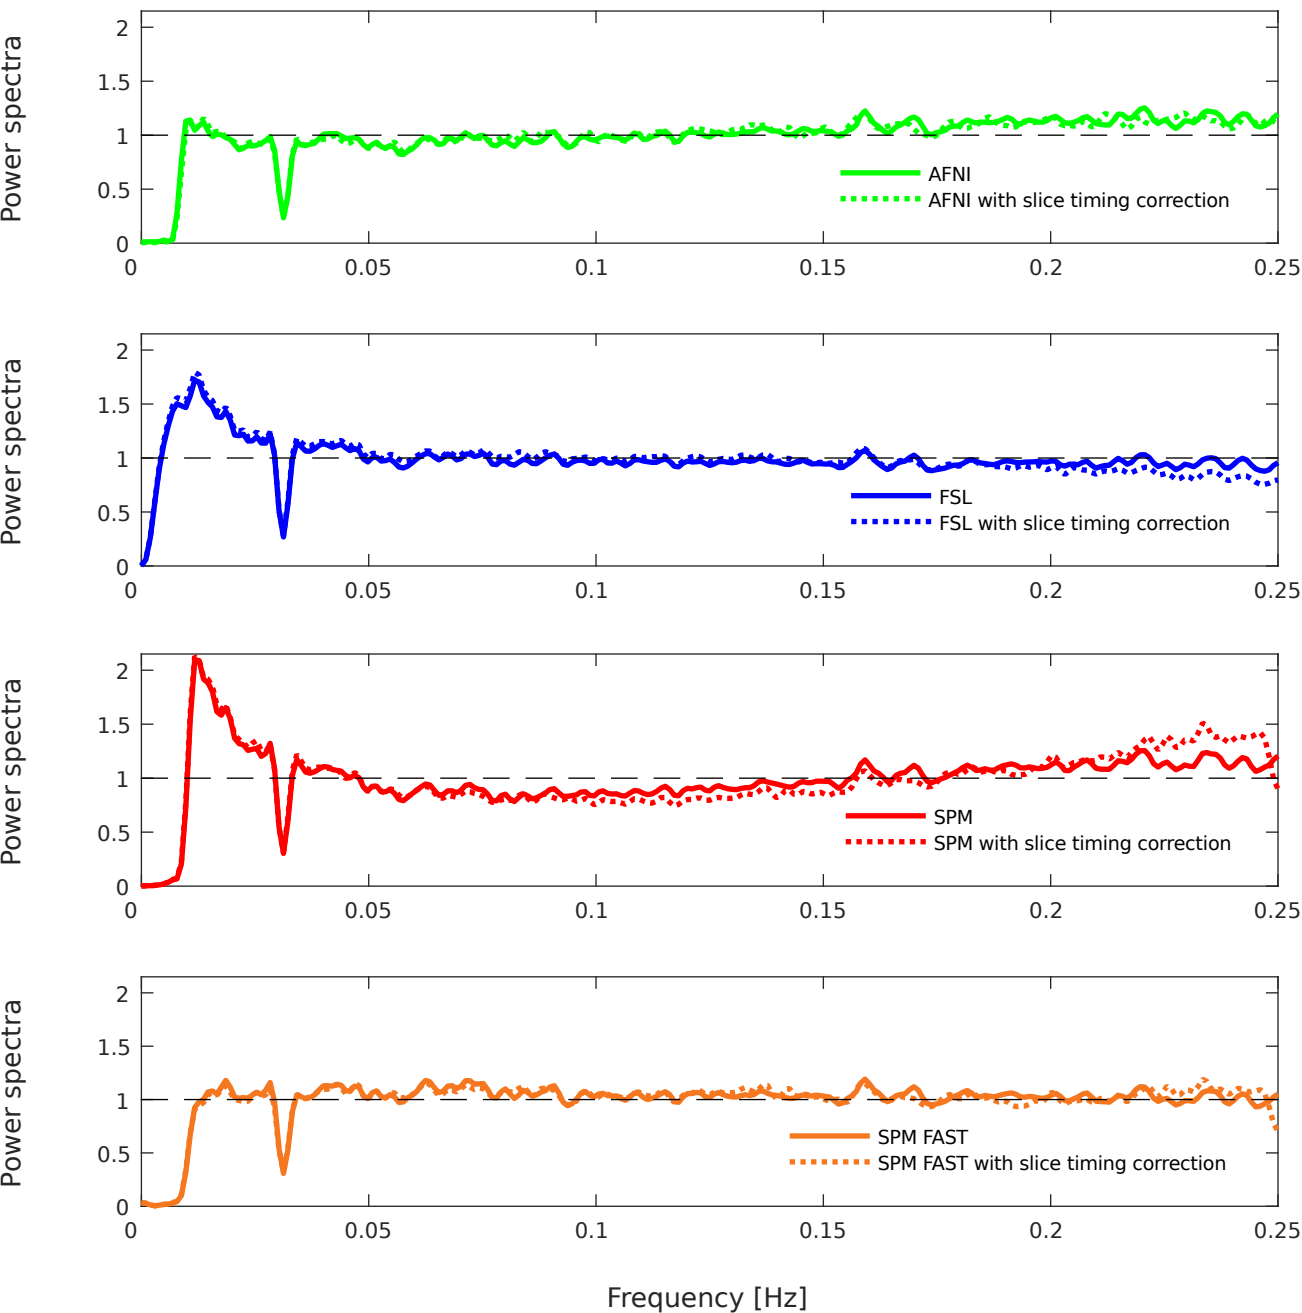 Power spectra
2
1.5
1
0.5
0
AFNI
AFNI with slice timing correction
0 0.05 0.1 0.15 0.2 0.25
Power spectra
2
1.5
1
0.5
0
FSL
FSL with slice timing correction
0 0.05 0.1 0.15 0.2 0.25
Power spectra
2
1.5
1
0.5
0
SPM
SPM with slice timing correction
0 0.05 0.1 0.15 0.2 0.25
Power spectra
2
1.5
1
0.5
0
SPM FAST
SPM FAST with slice timing correction
0 0.05 0.1 0.15 0.2 0.25
Frequency [Hz]